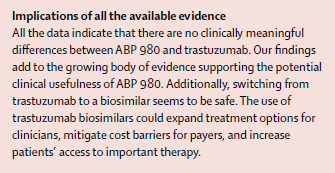 Implications of all the available evidence
All the data indicate that there are no clinically meaningful
differences between ABP 980 and trastuzumab. Our findings
add to the growing body of evidence supporting the potential
clinical usefulness of ABP 980. Additionally, switching from
trastuzumab to a biosimilar seems to be safe. The use of
trastuzumab biosimilars could expand treatment options for
clinicians, mitigate cost barriers for payers, and increase
patients’ access to important therapy.